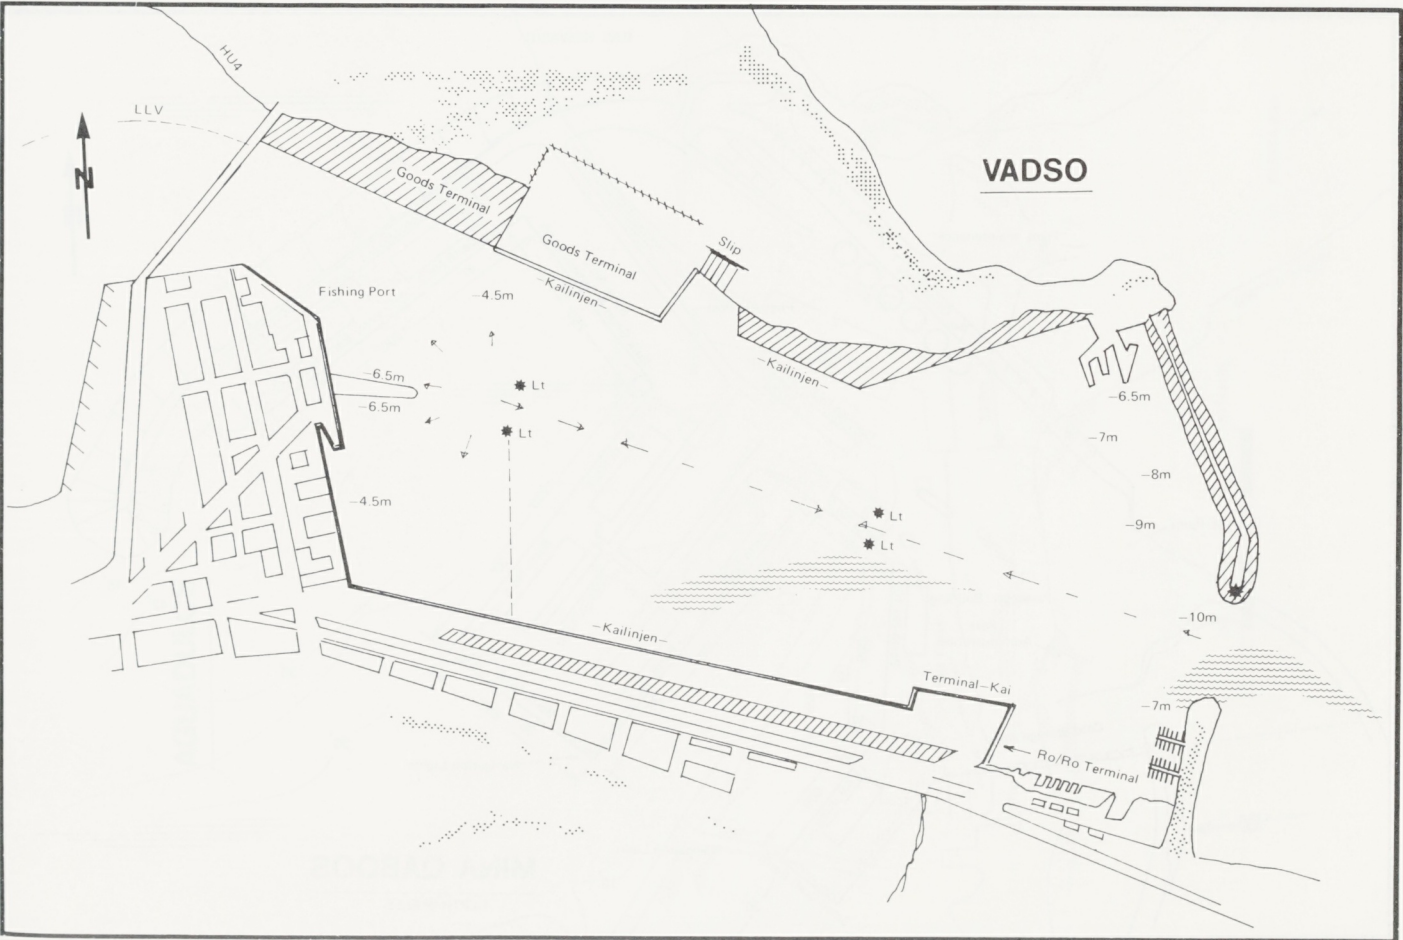 HU4
LLV
N
VADSO
Goods Terminal
Goods Terminal
Slip
–Kailinjen–
Fishing Port
–4.5m
–Kailinjen–
–6.5m
–6.5m
Lt
Lt
–6.5m
–7m
–8m
–9m
–4.5m
Lt
Lt
–10m
–Kailinjen–
Terminal–Kai
–7m
Ro/Ro Terminal